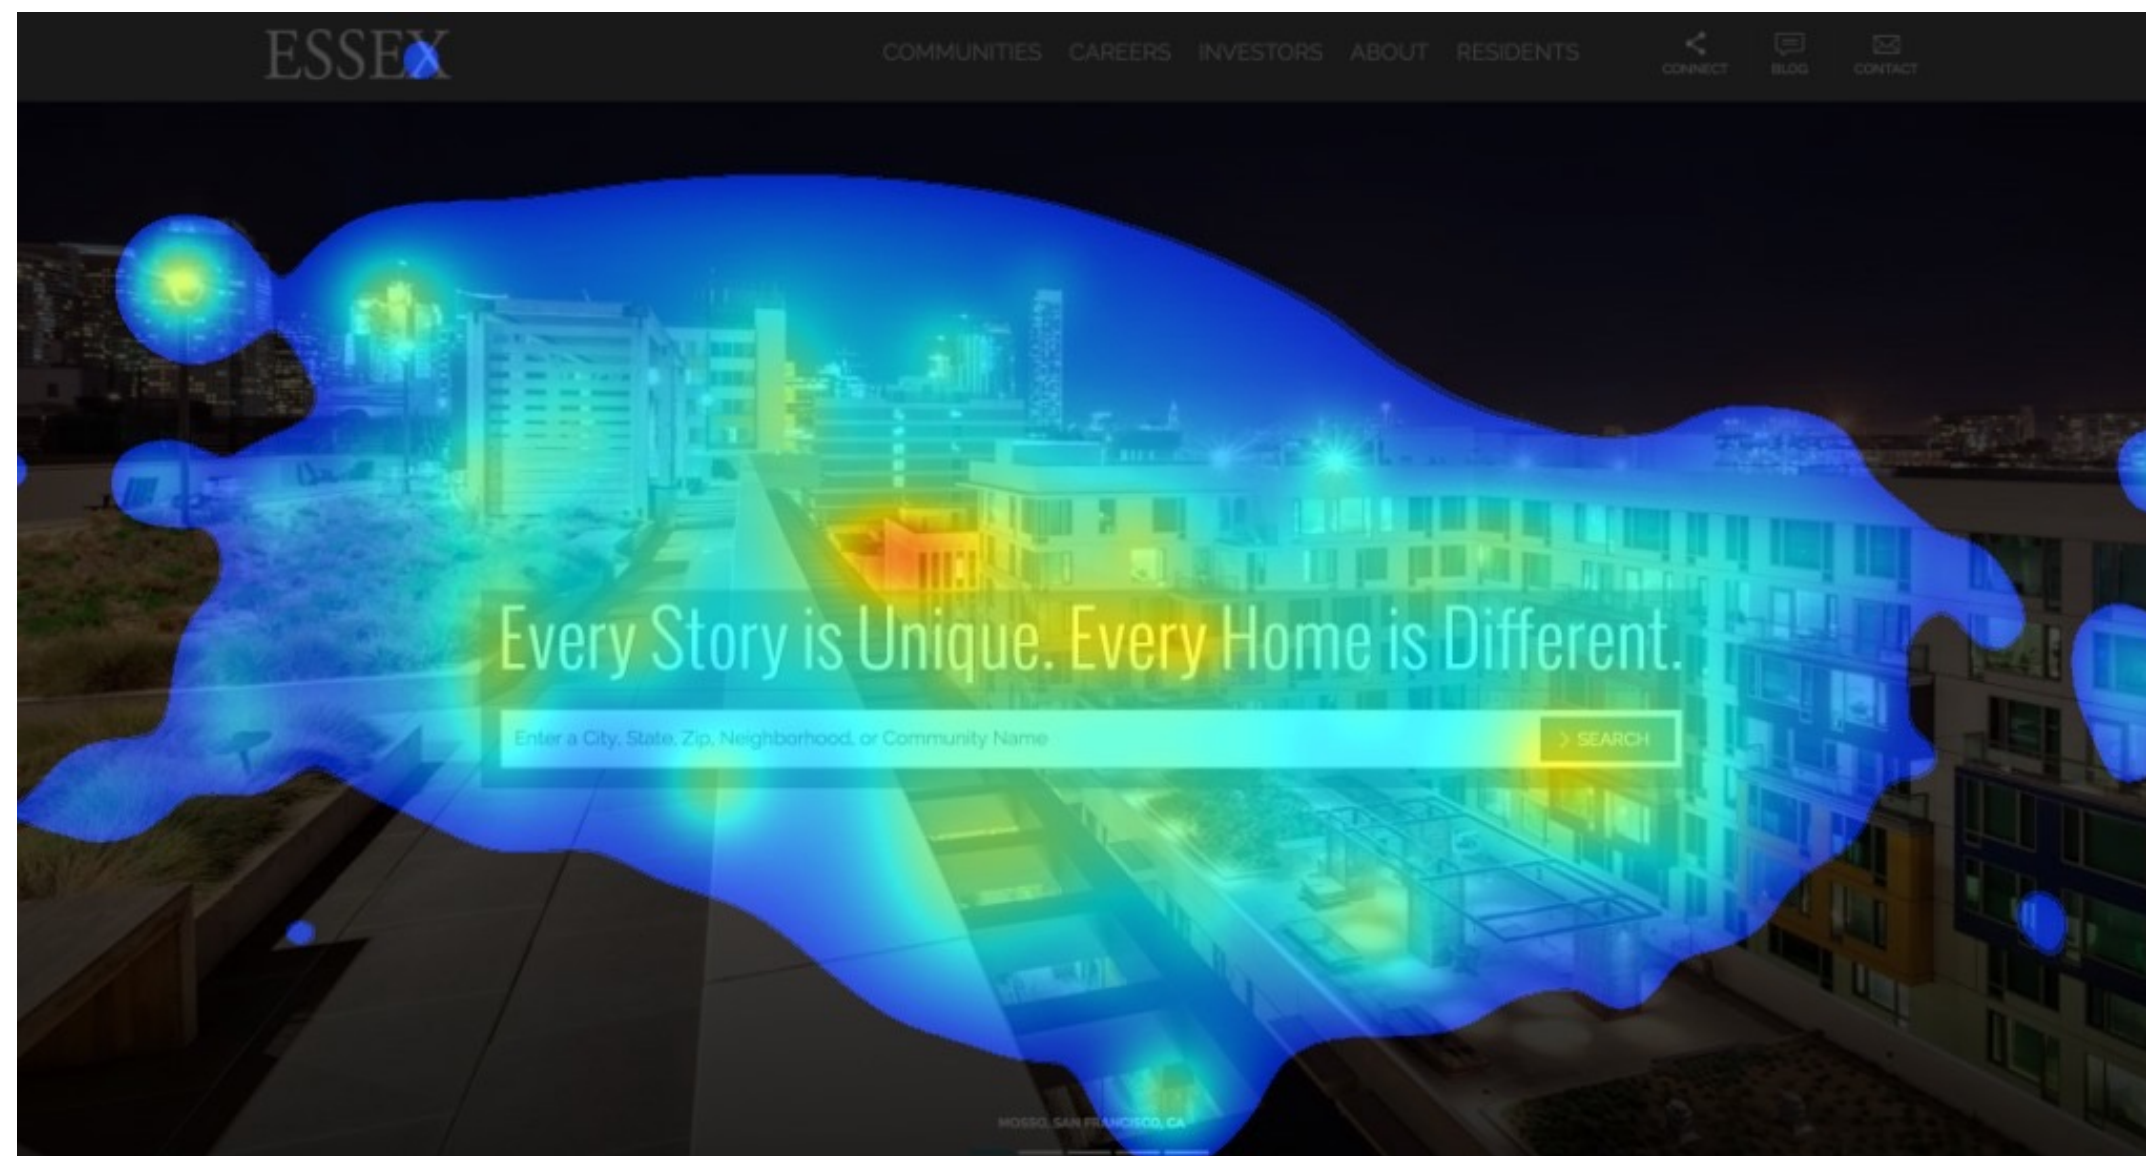 ESSEX
COMMUNITIES CAREERS INVESTORS ABOUT RESIDENTS
CONNECT BLOG CONTACT
Every Story is Unique. Every Home is Different.
Enter a City, State, Zip, Neighborhood, or Community Name
> SEARCH
MOSSO, SAN FRANCISCO, CA